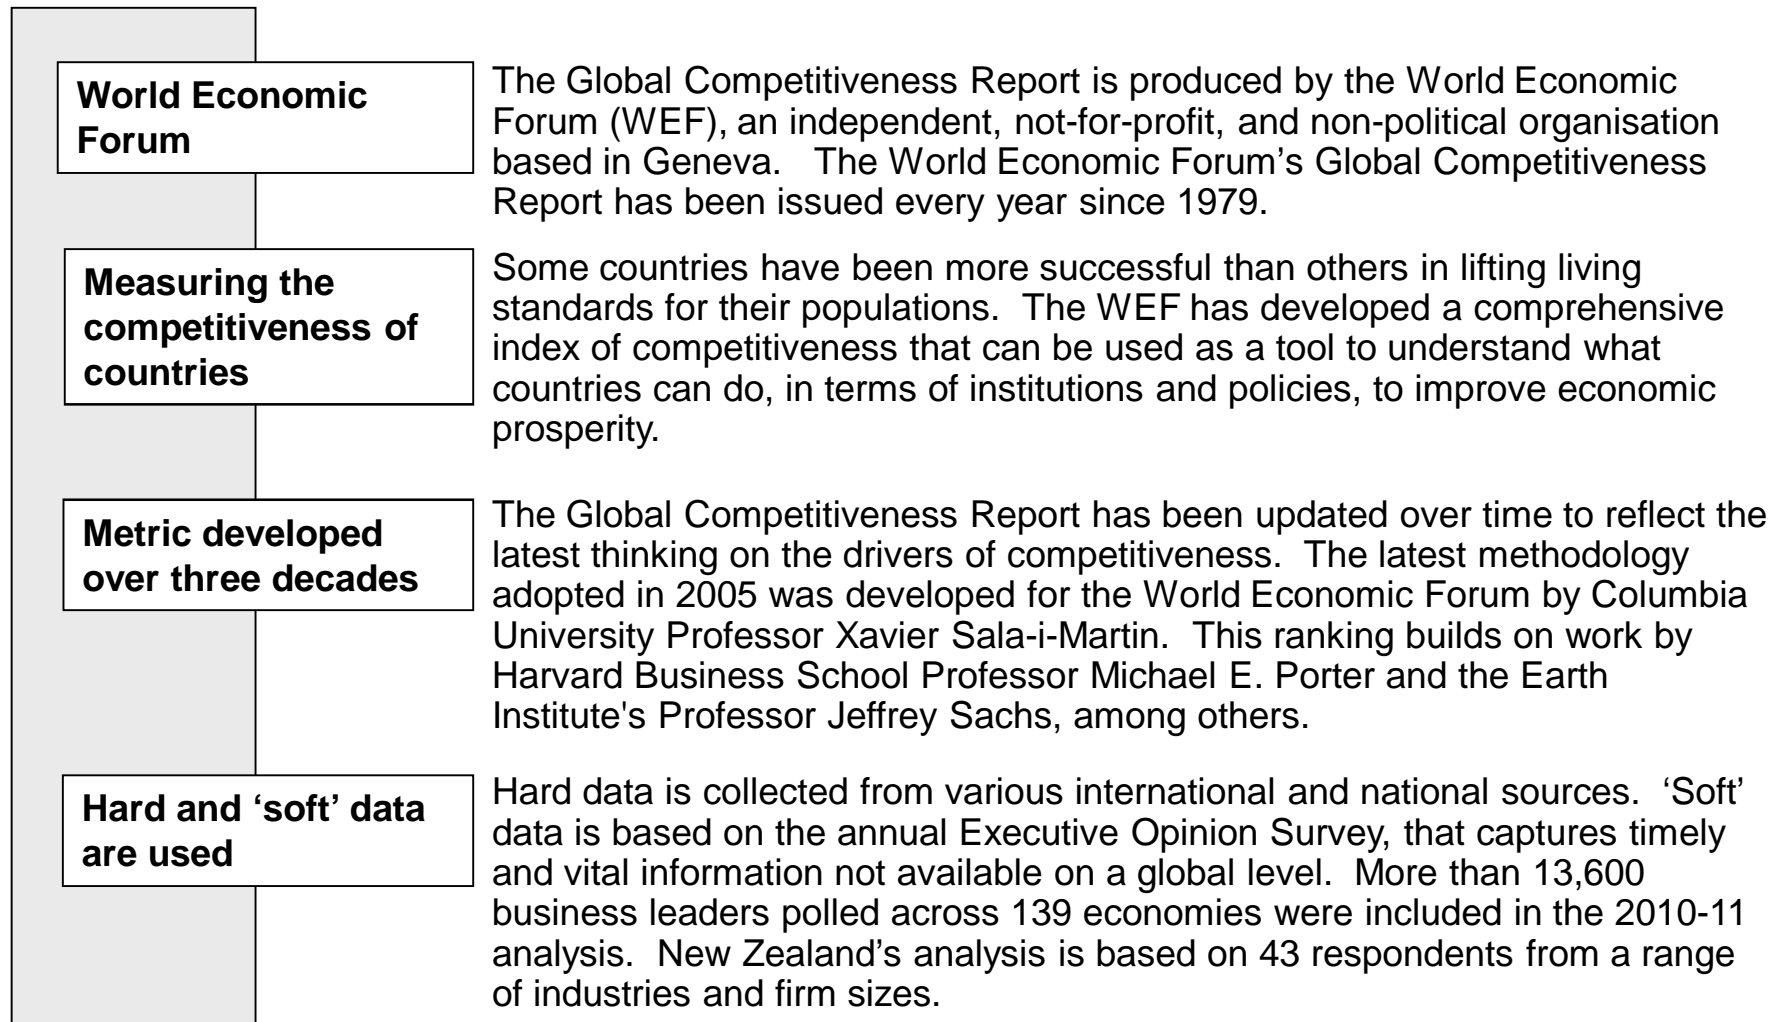 World Economic
Forum
The Global Competitiveness Report is produced by the World Economic
Forum (WEF), an independent, not-for-profit, and non-political organisation
based in Geneva.   The World Economic Forum’s Global Competitiveness
Report has been issued every year since 1979.
Measuring the
competitiveness of
countries
Some countries have been more successful than others in lifting living
standards for their populations.  The WEF has developed a comprehensive
index of competitiveness that can be used as a tool to understand what
countries can do, in terms of institutions and policies, to improve economic
prosperity.
Metric developed
over three decades
The Global Competitiveness Report has been updated over time to reflect the
latest thinking on the drivers of competitiveness.  The latest methodology
adopted in 2005 was developed for the World Economic Forum by Columbia
University Professor Xavier Sala-i-Martin.  This ranking builds on work by
Harvard Business School Professor Michael E. Porter and the Earth
Institute's Professor Jeffrey Sachs, among others.
Hard and ‘soft’ data
are used
Hard data is collected from various international and national sources.  ‘Soft’
data is based on the annual Executive Opinion Survey, that captures timely
and vital information not available on a global level.  More than 13,600
business leaders polled across 139 economies were included in the 2010-11
analysis.  New Zealand’s analysis is based on 43 respondents from a range
of industries and firm sizes.